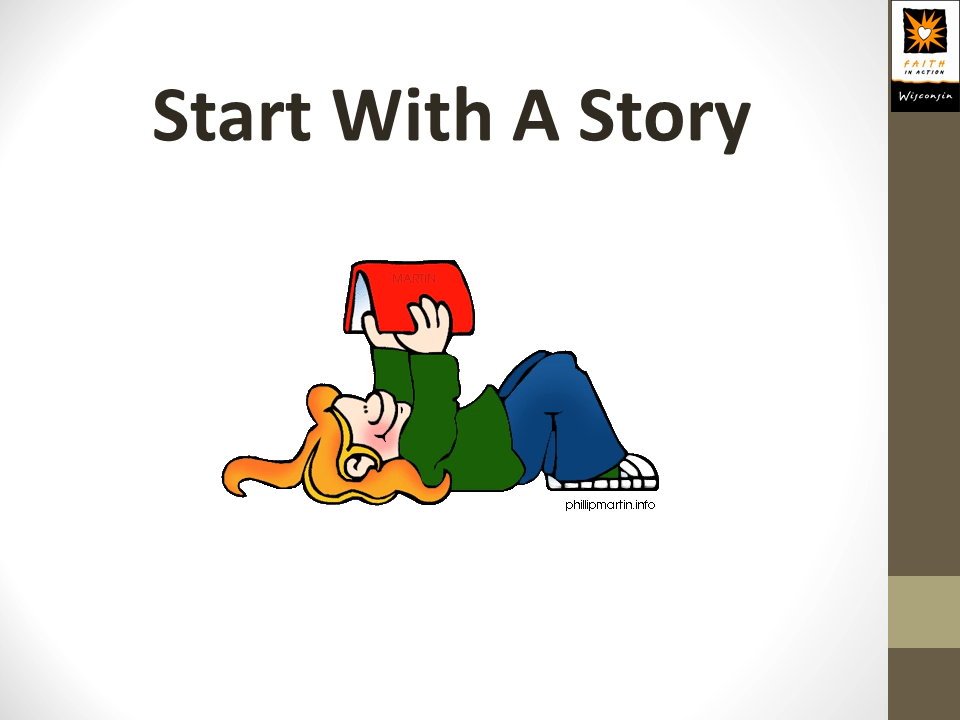 Start With A Story
FAITH
IN ACTION
Wisconsin
MARTIN
phillipmartin.info